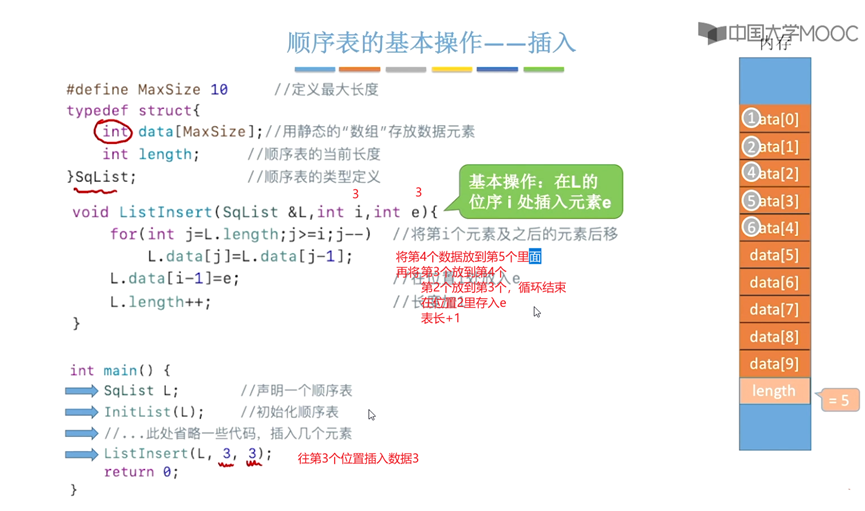 中国大学MOOC
顺序表的基本操作——插入
内存
#define MaxSize 10 //定义最大长度
typedef struct{
int data[MaxSize]; //用静态的“数组”存放数据元素
int length; //顺序表的当前长度
}SqList; //顺序表的类型定义
3 3
基本操作：在L的
位序 i 处插入元素e
void ListInsert(SqList &L,int i,int e){
for(int j=L.length;j>=i;j--) //将第i个元素及之后的元素后移
L.data[j]=L.data[j-1];
将第4个数据放到第5个里面
再将第3个放到第4个
L.data[i-1]=e;
第2个放到第3个，循环结束
L.length++;
在位置2里存入e
表长+1
}
int main() {
SqList L; //声明一个顺序表
InitList(L); //初始化顺序表
//...此处省略一些代码，插入几个元素
ListInsert(L, 3, 3);
往第3个位置插入数据3
return 0;
}
1 data[0]
2 data[1]
4 data[2]
5 data[3]
6 data[4]
data[5]
data[6]
data[7]
data[8]
data[9]
length
= 5